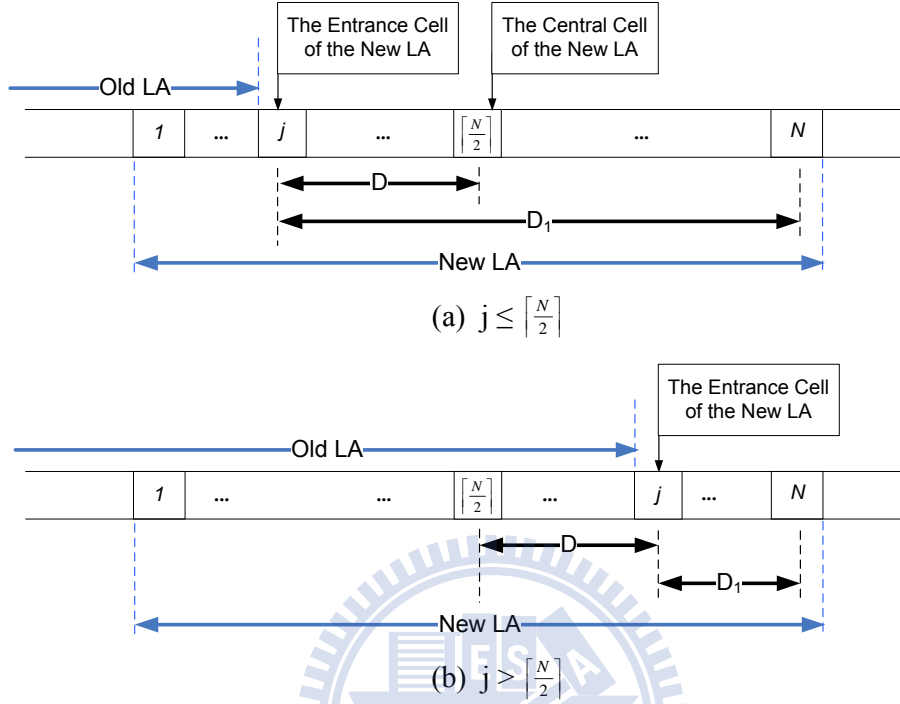 The Entrance Cell
of the New LA
The Central Cell
of the New LA
Old LA
1 ... j ... ⌈N/2⌉ ... N
D
D₁
New LA
(a) j ≤ ⌈N/2⌉
The Entrance Cell
of the New LA
Old LA
1 ... ... ⌈N/2⌉ ... j ... N
D
D₁
New LA
ESA
(b) j > ⌈N/2⌉